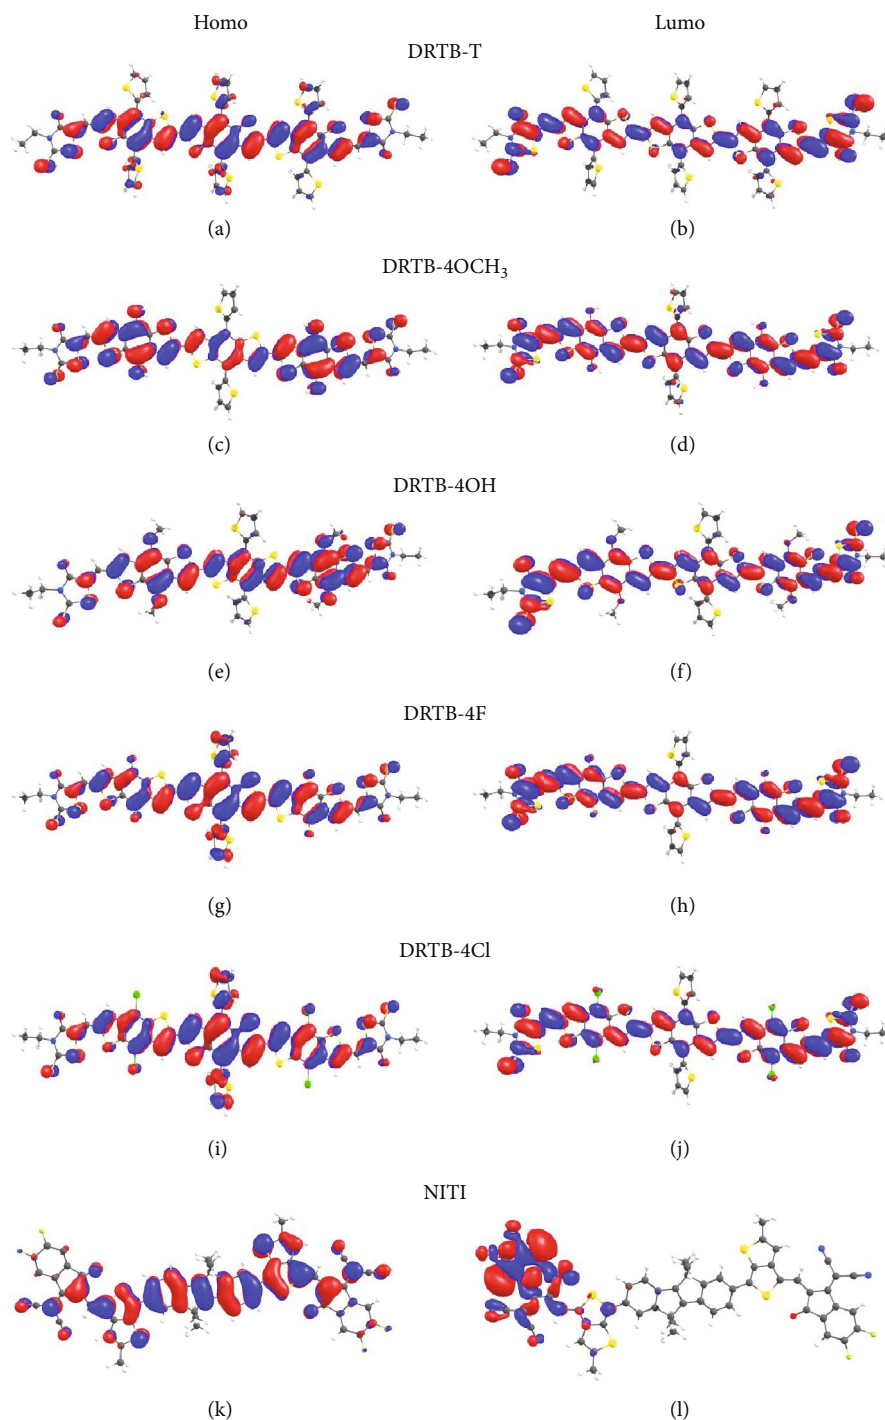 Homo Lumo
DRTB-T
(a) (b)
DRTB-4OCH₃
(c) (d)
DRTB-4OH
(e) (f)
DRTB-4F
(g) (h)
DRTB-4Cl
(i) (j)
NITI
(k) (l)